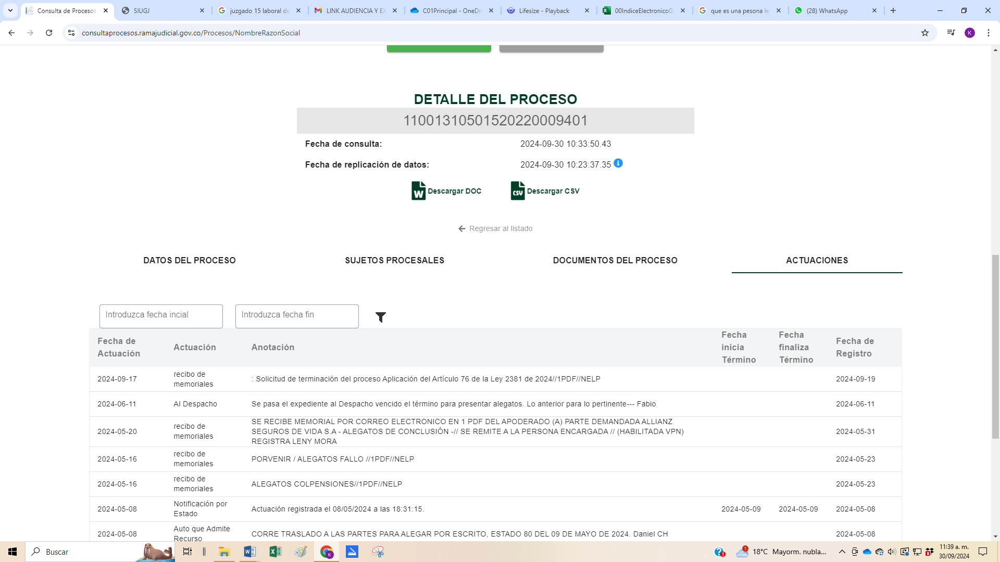 Consulta de Procesos
SIUGJ
juzgado 15 laboral de
LINK AUDIENCIA Y EX
C01Principal - OneDri
Lifesize - Playback
00IndiceElectronicoG
que es una pesona le
(28) WhatsApp
consultaprocesos.ramajudicial.gov.co/Procesos/NombreRazonSocial
K
DETALLE DEL PROCESO
11001310501520220009401
Fecha de consulta: 2024-09-30 10:33:50.43
Fecha de replicación de datos: 2024-09-30 10:23:37.35
Descargar DOC
Descargar CSV
Regresar al listado
DATOS DEL PROCESO
SUJETOS PROCESALES
DOCUMENTOS DEL PROCESO
ACTUACIONES
Introduzca fecha incial
Introduzca fecha fin
Fecha de
Actuación
Actuación
Anotación
Fecha
inicia
Término
Fecha
finaliza
Término
Fecha de
Registro
2024-09-17
recibo de
memoriales
: Solicitud de terminación del proceso Aplicación del Artículo 76 de la Ley 2381 de 2024//1PDF//NELP
2024-09-19
2024-06-11
Al Despacho
Se pasa el expediente al Despacho vencido el término para presentar alegatos. Lo anterior para lo pertinente--- Fabio
2024-06-11
2024-05-20
recibo de
memoriales
SE RECIBE MEMORIAL POR CORREO ELECTRONICO EN 1 PDF DEL APODERADO (A) PARTE DEMANDADA ALLIANZ
SEGUROS DE VIDA S.A - ALEGATOS DE CONCLUSIÓN -// SE REMITE A LA PERSONA ENCARGADA // (HABILITADA VPN)
REGISTRA LENY MORA
2024-05-31
2024-05-16
recibo de
memoriales
PORVENIR / ALEGATOS FALLO //1PDF//NELP
2024-05-23
2024-05-16
recibo de
memoriales
ALEGATOS COLPENSIONES//1PDF//NELP
2024-05-23
2024-05-08
Notificación por
Estado
Actuación registrada el 08/05/2024 a las 18:31:15.
2024-05-09
2024-05-09
2024-05-08
2024-05-08
Auto que Admite
Recurso
CORRE TRASLADO A LAS PARTES PARA ALEGAR POR ESCRITO, ESTADO 80 DEL 09 DE MAYO DE 2024. Daniel CH
2024-05-08
Buscar
18°C Mayorm. nubla...
11:39 a. m.
30/09/2024